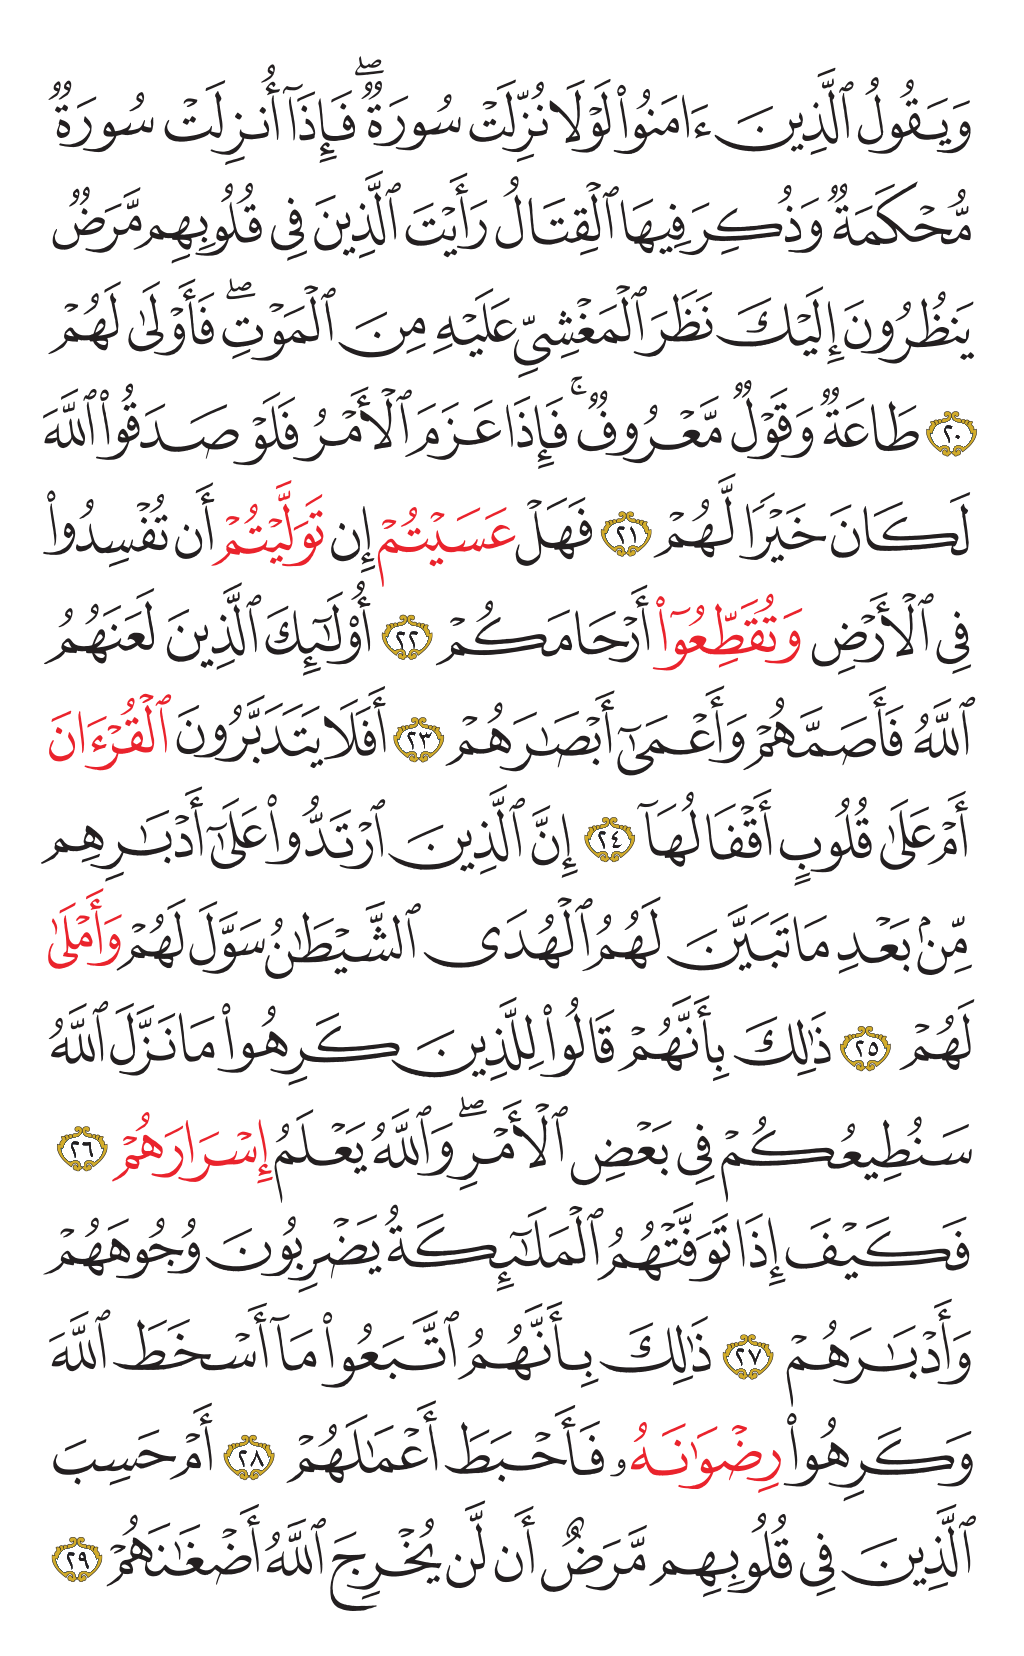 وَيَقُولُ ٱلَّذِينَ ءَامَنُواْ لَوۡلَا نُزِّلَتۡ سُورَةٞۖ فَإِذَآ أُنزِلَتۡ سُورَةٞ
مُّحۡكَمَةٞ وَذُكِرَ فِيهَا ٱلۡقِتَالُ رَأَيۡتَ ٱلَّذِينَ فِي قُلُوبِهِم مَّرَضٞ
يَنظُرُونَ إِلَيۡكَ نَظَرَ ٱلۡمَغۡشِيِّ عَلَيۡهِ مِنَ ٱلۡمَوۡتِۖ فَأَوۡلَىٰ لَهُمۡ
٢٠ طَاعَةٞ وَقَوۡلٞ مَّعۡرُوفٞۚ فَإِذَا عَزَمَ ٱلۡأَمۡرُ فَلَوۡ صَدَقُواْ ٱللَّهَ
لَكَانَ خَيۡرٗا لَّهُمۡ ٢١ فَهَلۡ عَسَيۡتُمۡ إِن تَوَلَّيۡتُمۡ أَن تُفۡسِدُواْ
فِي ٱلۡأَرۡضِ وَتُقَطِّعُوٓاْ أَرۡحَامَكُمۡ ٢٢ أُوْلَٰٓئِكَ ٱلَّذِينَ لَعَنَهُمُ
ٱللَّهُ فَأَصَمَّهُمۡ وَأَعۡمَىٰٓ أَبۡصَٰرَهُمۡ ٢٣ أَفَلَا يَتَدَبَّرُونَ ٱلۡقُرۡءَانَ
أَمۡ عَلَىٰ قُلُوبٍ أَقۡفَالُهَآ ٢٤ إِنَّ ٱلَّذِينَ ٱرۡتَدُّواْ عَلَىٰٓ أَدۡبَٰرِهِم
مِّنۢ بَعۡدِ مَا تَبَيَّنَ لَهُمُ ٱلۡهُدَى ٱلشَّيۡطَٰنُ سَوَّلَ لَهُمۡ وَأَمۡلَىٰ
لَهُمۡ ٢٥ ذَٰلِكَ بِأَنَّهُمۡ قَالُواْ لِلَّذِينَ كَرِهُواْ مَا نَزَّلَ ٱللَّهُ
سَنُطِيعُكُمۡ فِي بَعۡضِ ٱلۡأَمۡرِۖ وَٱللَّهُ يَعۡلَمُ إِسۡرَارَهُمۡ ٢٦
فَكَيۡفَ إِذَا تَوَفَّتۡهُمُ ٱلۡمَلَٰٓئِكَةُ يَضۡرِبُونَ وُجُوهَهُمۡ
وَأَدۡبَٰرَهُمۡ ٢٧ ذَٰلِكَ بِأَنَّهُمُ ٱتَّبَعُواْ مَآ أَسۡخَطَ ٱللَّهَ
وَكَرِهُواْ رِضۡوَٰنَهُۥ فَأَحۡبَطَ أَعۡمَٰلَهُمۡ ٢٨ أَمۡ حَسِبَ
ٱلَّذِينَ فِي قُلُوبِهِم مَّرَضٌ أَن لَّن يُخۡرِجَ ٱللَّهُ أَضۡغَٰنَهُمۡ ٢٩